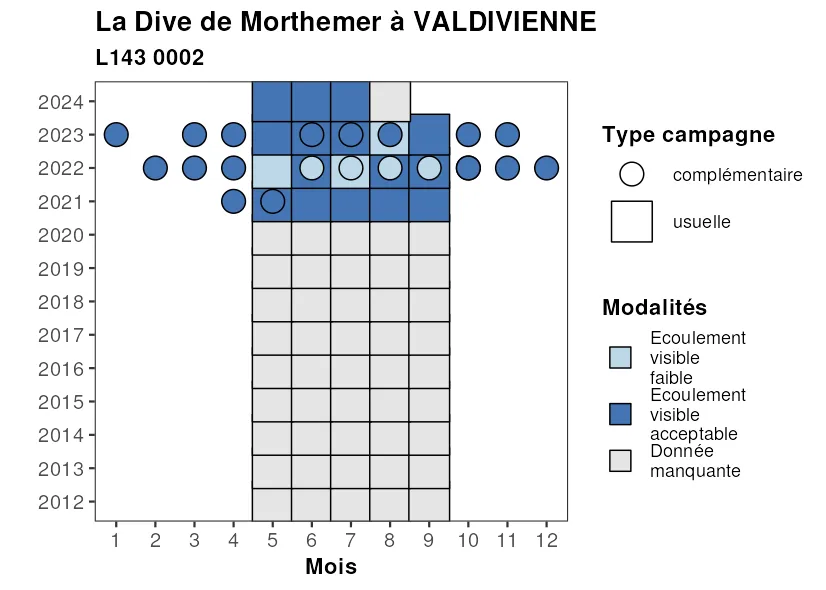 La Dive de Morthemer à VALDIVIENNE
L143 0002
2024
2023
2022
2021
2020
2019
2018
2017
2016
2015
2014
2013
2012
1 2 3 4 5 6 7 8 9 10 11 12
Mois
Type campagne
complémentaire
usuelle
Modalités
Ecoulement
visible
faible
Ecoulement
visible
acceptable
Donnée
manquante